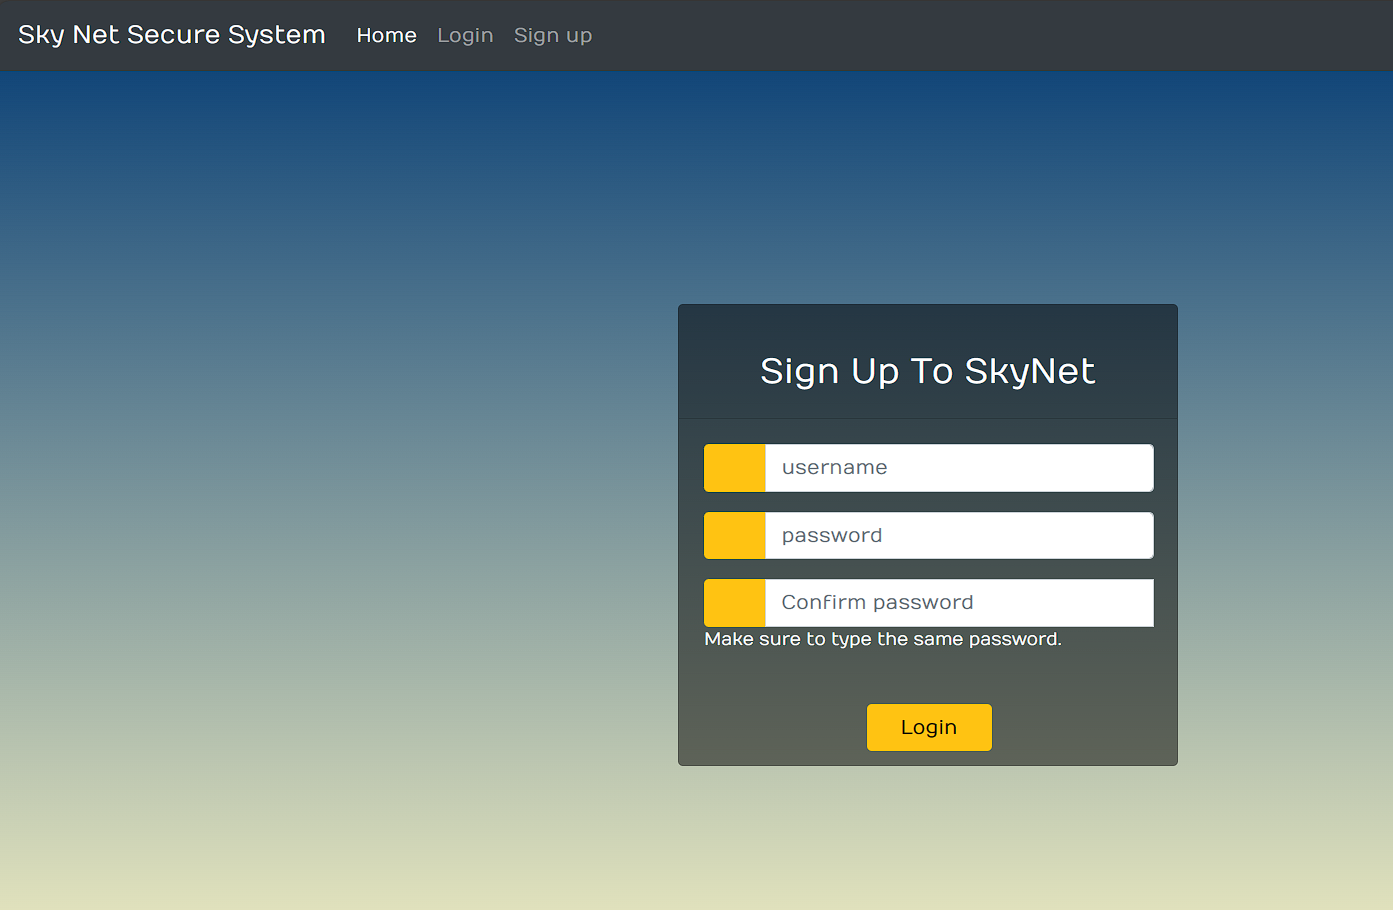 Sky Net Secure System Home Login Sign up
Sign Up To SkyNet
username
password
Confirm password
Make sure to type the same password.
Login